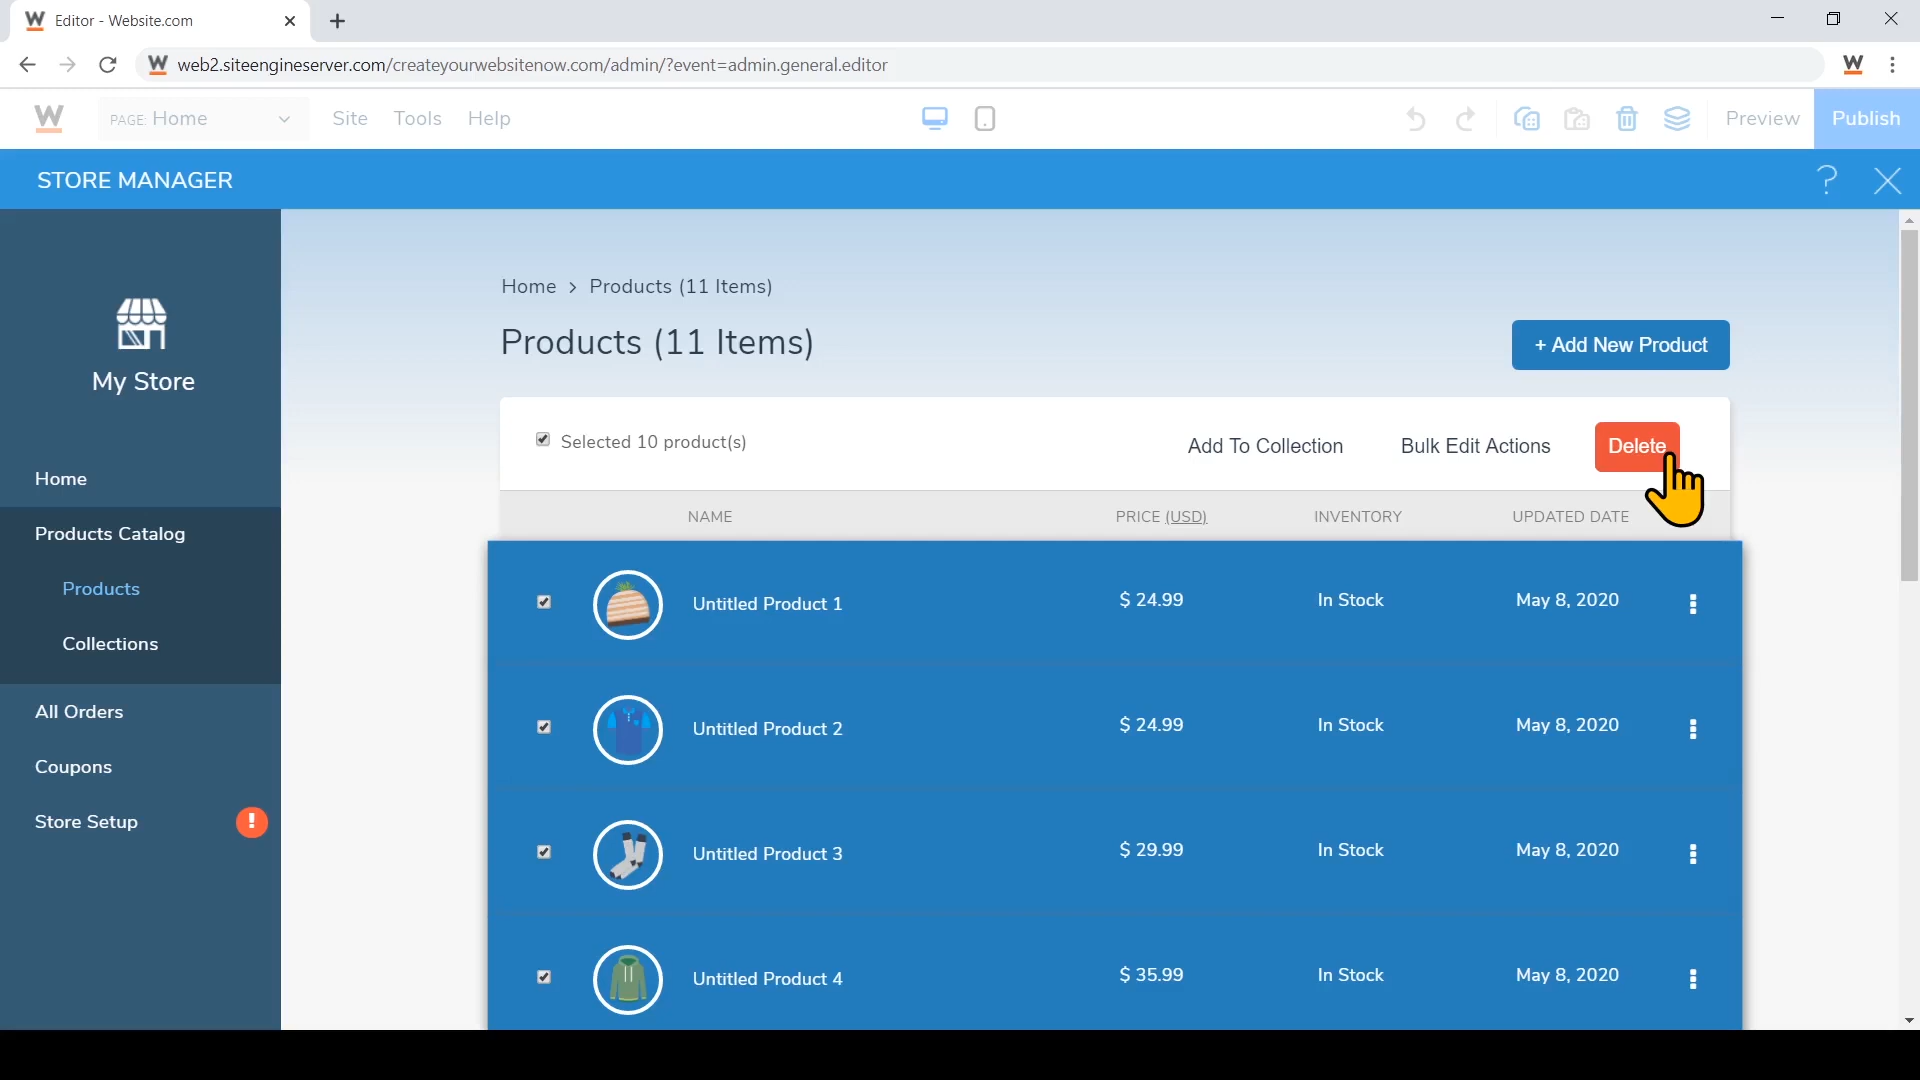 Editor - Website.com
web2.siteengineserver.com/createyourwebsitenow.com/admin/?event=admin.general.editor
PAGE: Home Site Tools Help Preview Publish
STORE MANAGER
My Store
Home
Products Catalog
Products
Collections
All Orders
Coupons
Store Setup
Home > Products (11 Items)
Products (11 Items)
+ Add New Product
Selected 10 product(s) Add To Collection Bulk Edit Actions Delete
NAME PRICE (USD) INVENTORY UPDATED DATE
Untitled Product 1 $ 24.99 In Stock May 8, 2020
Untitled Product 2 $ 24.99 In Stock May 8, 2020
Untitled Product 3 $ 29.99 In Stock May 8, 2020
Untitled Product 4 $ 35.99 In Stock May 8, 2020